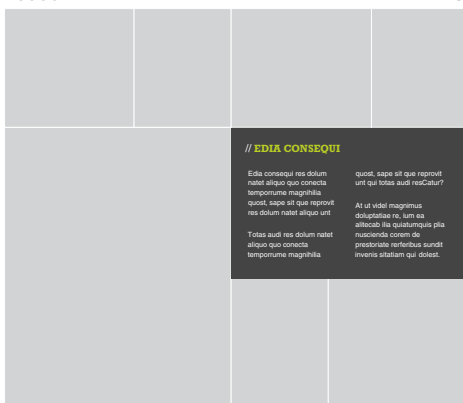 // EDIA CONSEQUI
Edia consequi res dolum
natet aliquo quo conecta
temporrume magnihilia
quost, sape sit que reprovit
res dolum natet aliquo unt
Totas audi res dolum natet
aliquo quo conecta
temporrume magnihilia
quost, sape sit que reprovit
unt qui totas audi resCatur?
At ut videl magnimus
doluptatiae re, ium ea
alitecab ilia quiatumquis plia
nuscienda corem de
prestoriate rerferibus sundit
invenis sitatiam qui dolest.